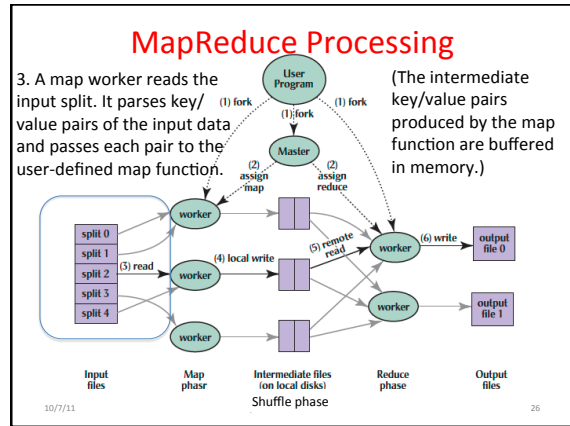 MapReduce Processing
3. A map worker reads the
input split. It parses key/
value pairs of the input data
and passes each pair to the
user-defined map function.
(The intermediate
key/value pairs
produced by the map
function are buffered
in memory.)
User
Program
(1) fork
(1) fork
(1) fork
Master
(2)
assign
map
(2)
assign
reduce
worker
split 0
split 1
split 2
split 3
split 4
(3) read
worker
(4) local write
(5) remote
read
worker
(6) write
output
file 0
worker
output
file 1
worker
Input
files
Map
phasr
Intermediate files
(on local disks)
Reduce
phase
Output
files
Shuffle phase
10/7/11
26